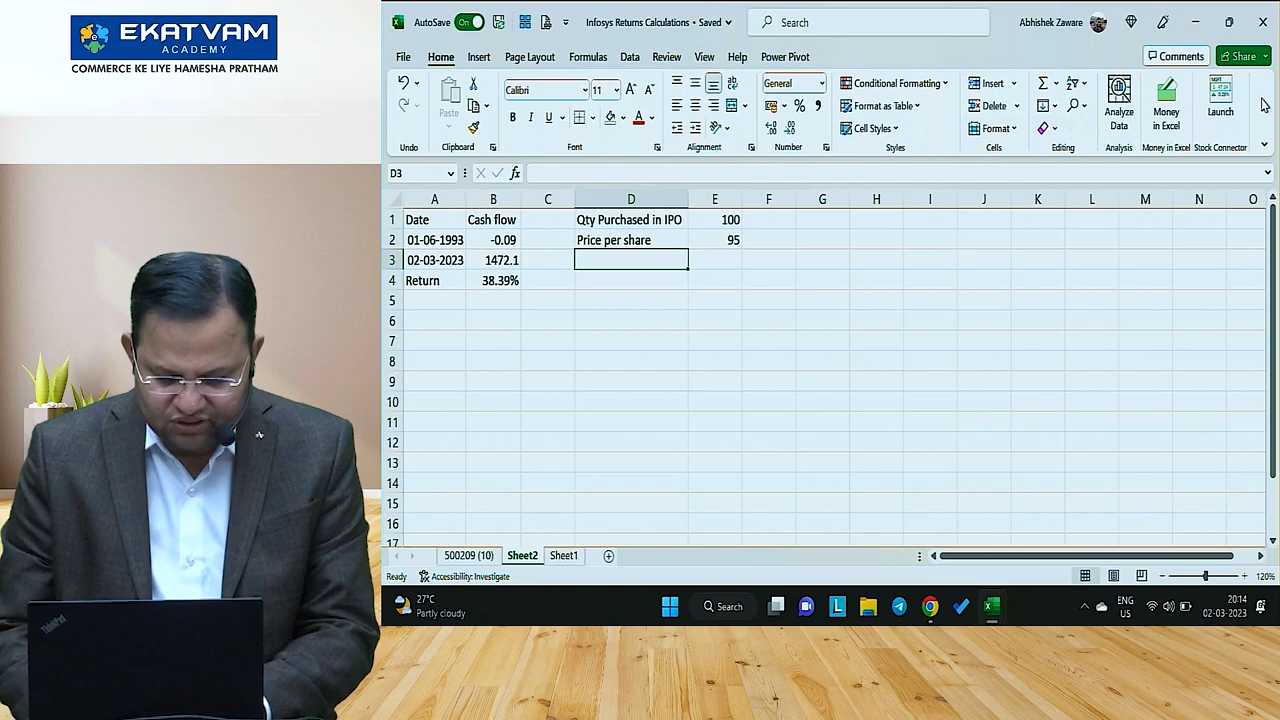 EKATVAM
ACADEMY
COMMERCE KE LIYE HAMESHA PRATHAM
AutoSave On Infosys Returns Calculations • Saved Search Abhishek Zaware
File Home Insert Page Layout Formulas Data Review View Help Power Pivot Comments Share
Paste Calibri 11 General Conditional Formatting Insert
B I U % Format as Table Delete Analyze Data Money in Excel Launch
Cell Styles Format
Undo Clipboard Font Alignment Number Styles Cells Editing Analysis Money in Excel Stock Connector
D3 fx
A B C D E F G H I J K L M N O
1 Date Cash flow Qty Purchased in IPO 100
2 01-06-1993 -0.09 Price per share 95
3 02-03-2023 1472.1
4 Return 38.39%
5
6
7
8
9
10
11
12
13
14
15
16
17
500209 (10) Sheet2 Sheet1
Ready Accessibility: Investigate 120%
27°C Search L ENG 20:14
Partly cloudy US 02-03-2023
ThinkPad